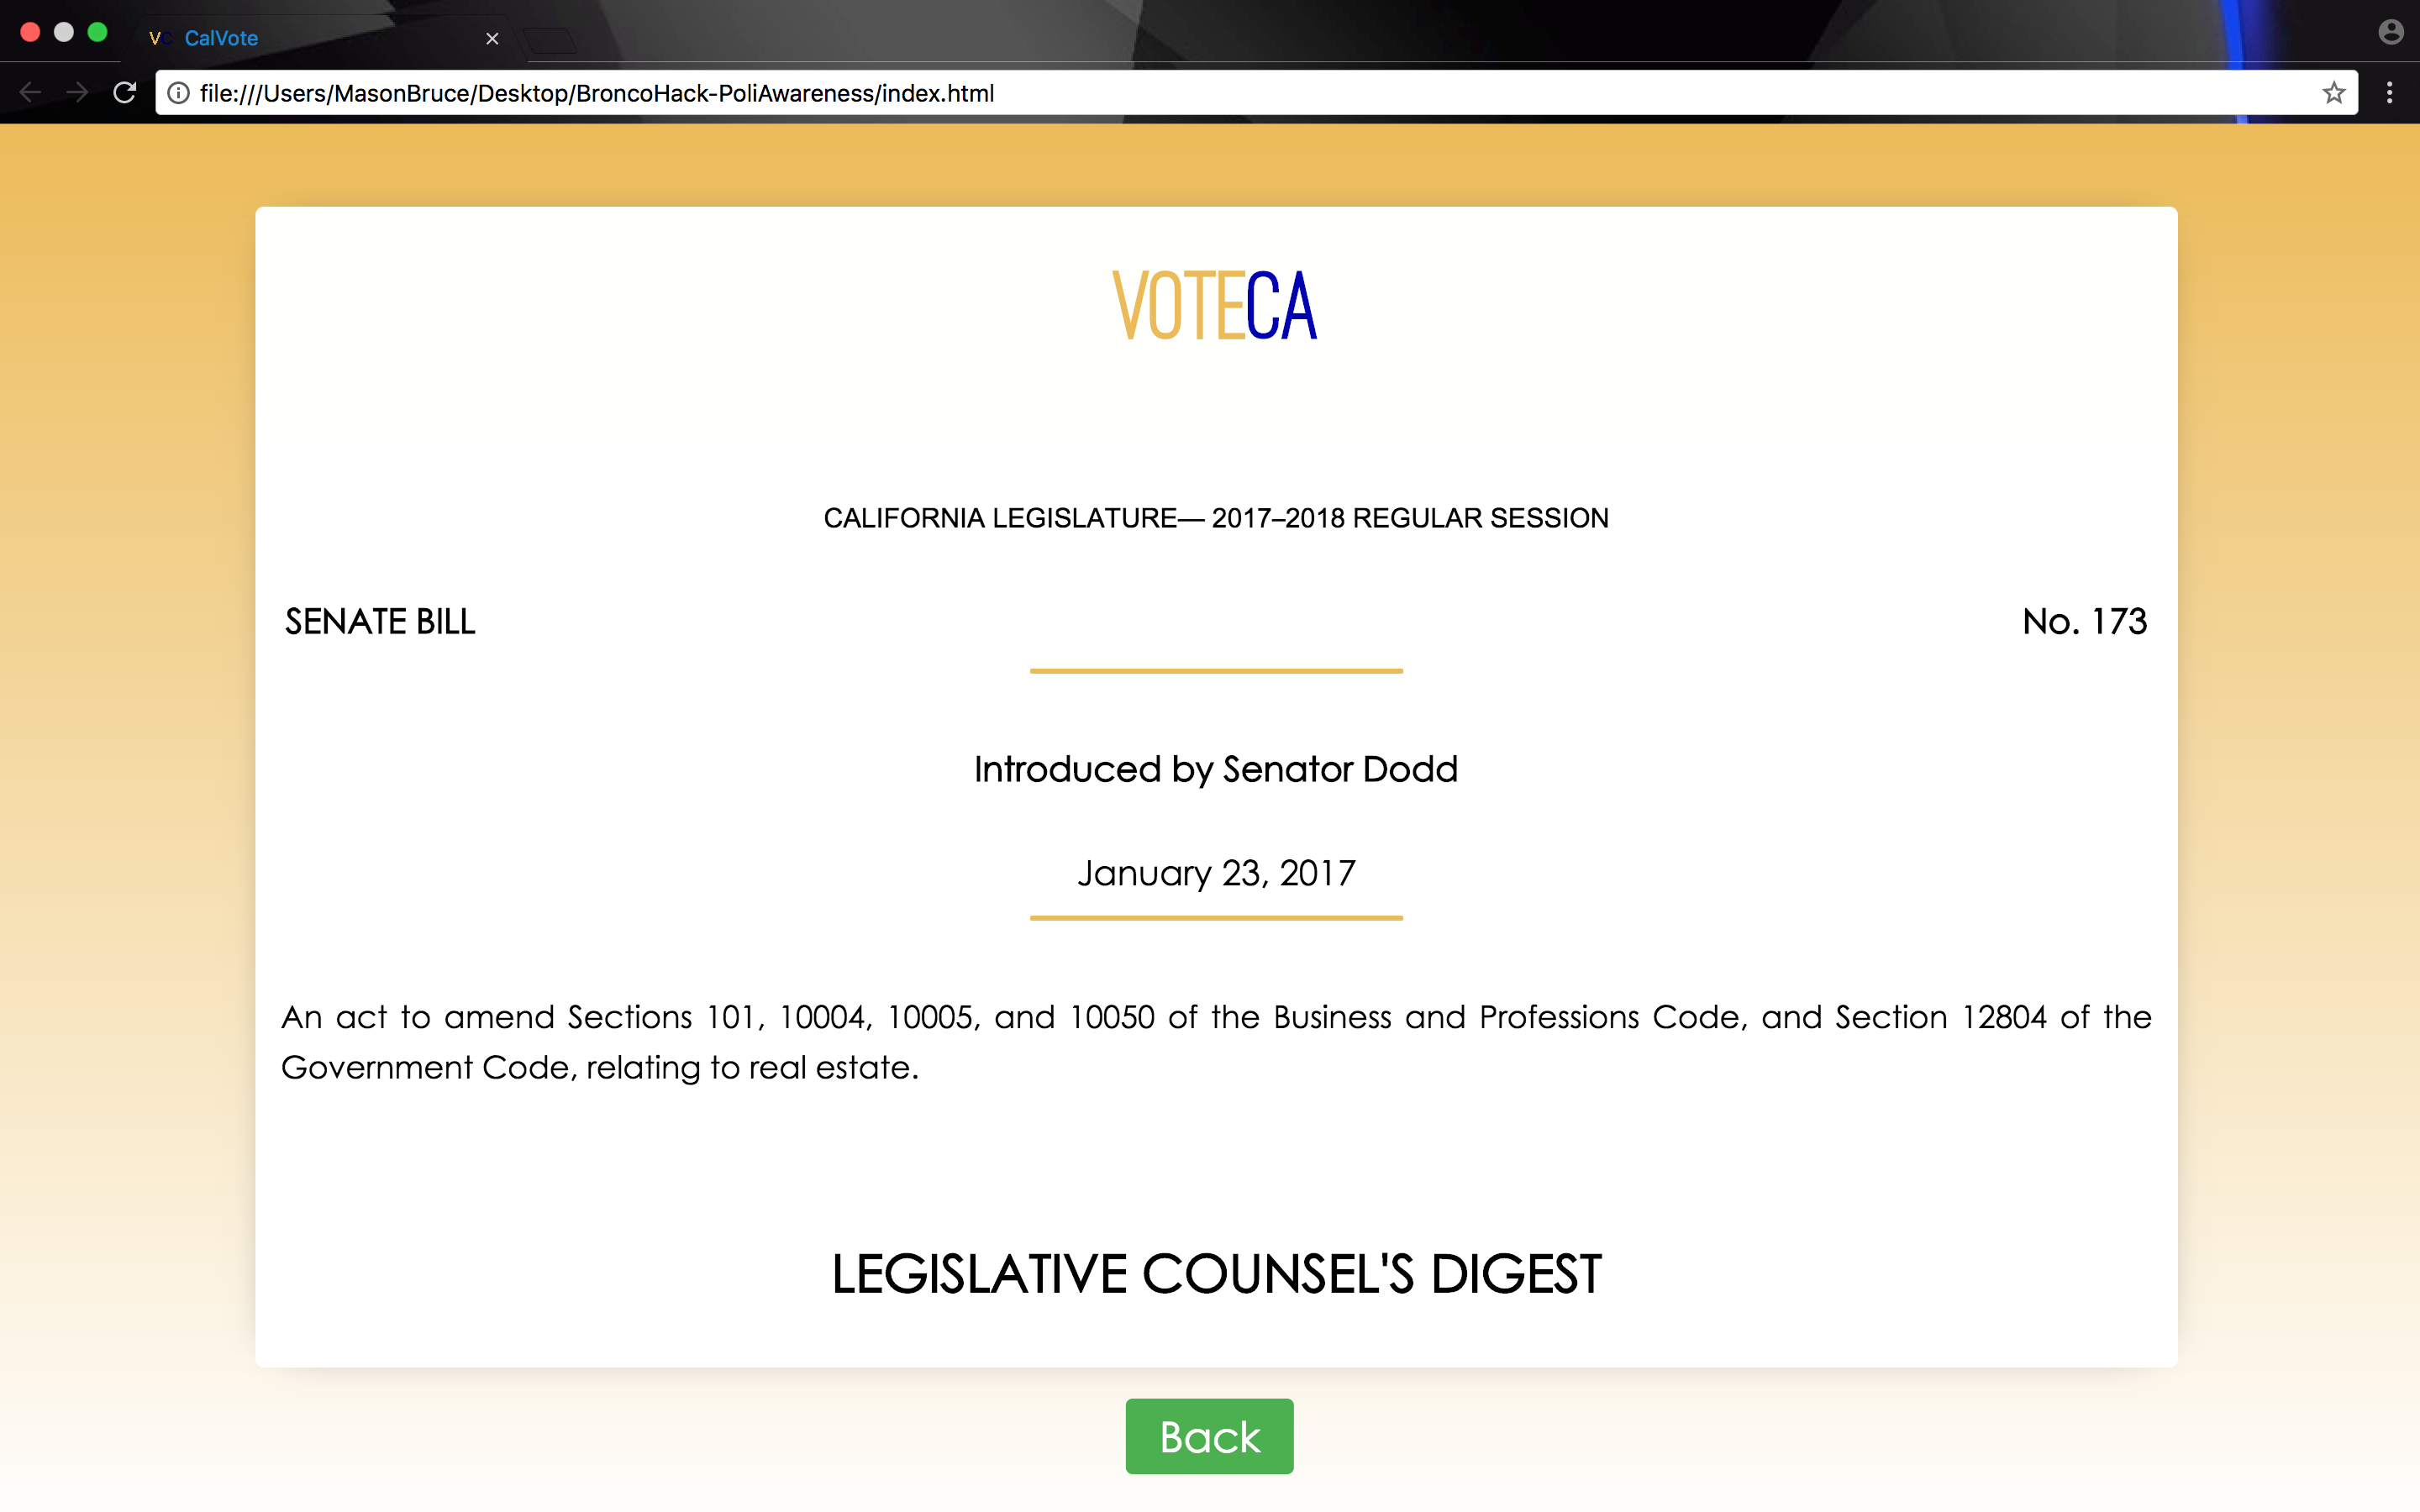 VC CalVote
file:///Users/MasonBruce/Desktop/BroncoHack-PoliAwareness/index.html
VOTECA
CALIFORNIA LEGISLATURE— 2017–2018 REGULAR SESSION
SENATE BILL No. 173
Introduced by Senator Dodd
January 23, 2017
An act to amend Sections 101, 10004, 10005, and 10050 of the Business and Professions Code, and Section 12804 of the
Government Code, relating to real estate.
LEGISLATIVE COUNSEL'S DIGEST
Back